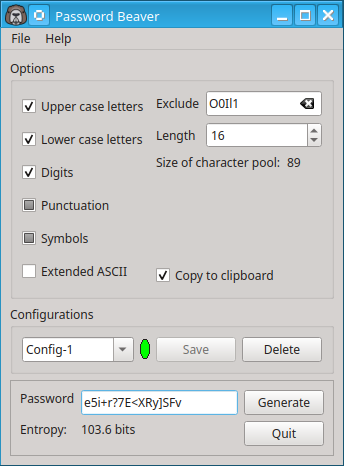 Password Beaver
File Help
Options
Upper case letters Exclude O0Il1
Lower case letters Length 16
Digits Size of character pool: 89
Punctuation
Symbols
Extended ASCII Copy to clipboard
Configurations
Config-1 Save Delete
Password e5i+r?7E<XRy]SFv Generate
Entropy: 103.6 bits Quit